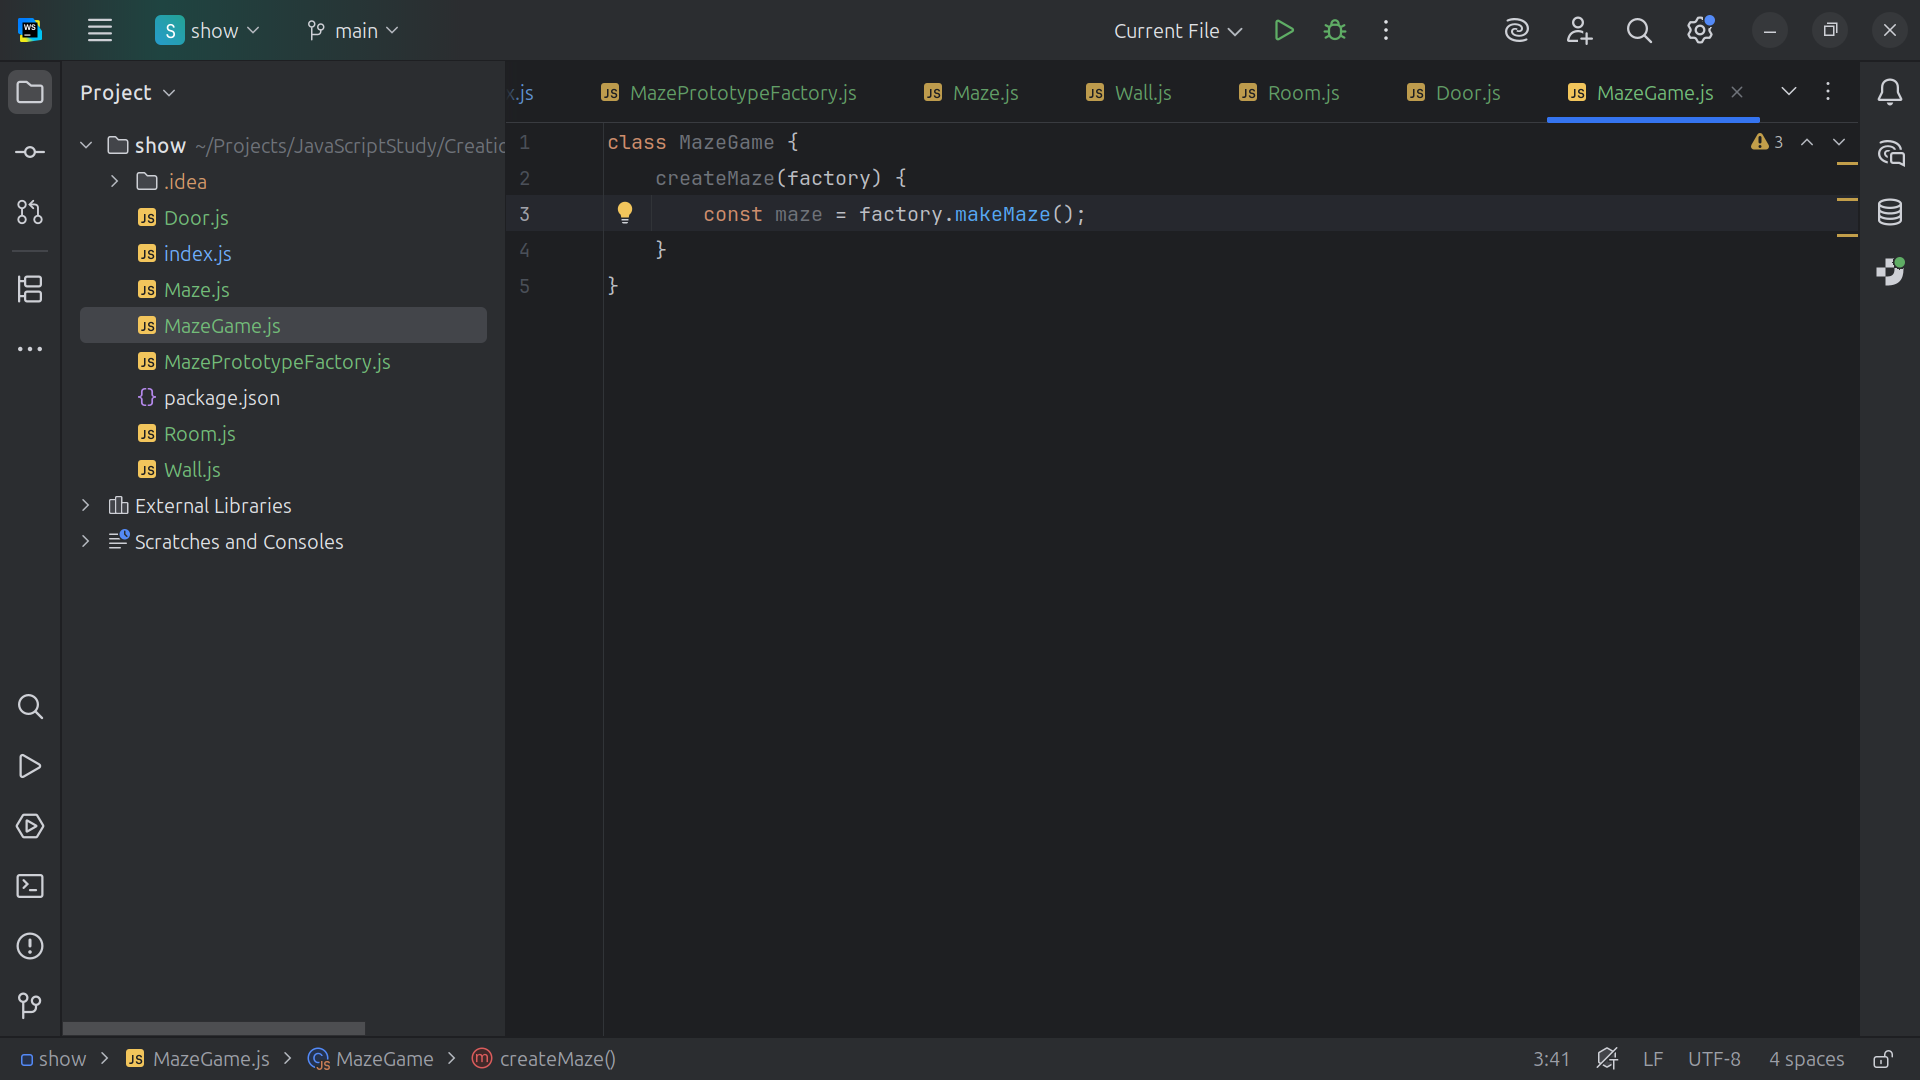 S show main Current File
Project
show ~/Projects/JavaScriptStudy/Creatio
.idea
Door.js
index.js
Maze.js
MazeGame.js
MazePrototypeFactory.js
package.json
Room.js
Wall.js
External Libraries
Scratches and Consoles
x.js MazePrototypeFactory.js Maze.js Wall.js Room.js Door.js MazeGame.js
1 class MazeGame {
2 createMaze(factory) {
3 const maze = factory.makeMaze();
4 }
5 }
3
show > MazeGame.js > MazeGame > createMaze() 3:41 LF UTF-8 4 spaces